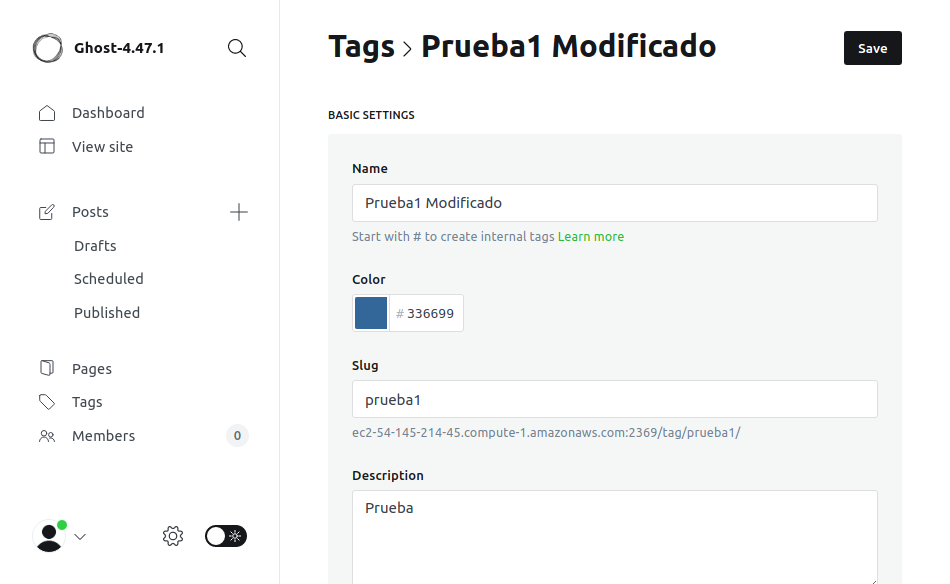 Ghost-4.47.1
Dashboard
View site
Posts
Drafts
Scheduled
Published
Pages
Tags
Members 0
Tags > Prueba1 Modificado
Save
BASIC SETTINGS
Name
Prueba1 Modificado
Start with # to create internal tags Learn more
Color
# 336699
Slug
prueba1
ec2-54-145-214-45.compute-1.amazonaws.com:2369/tag/prueba1/
Description
Prueba